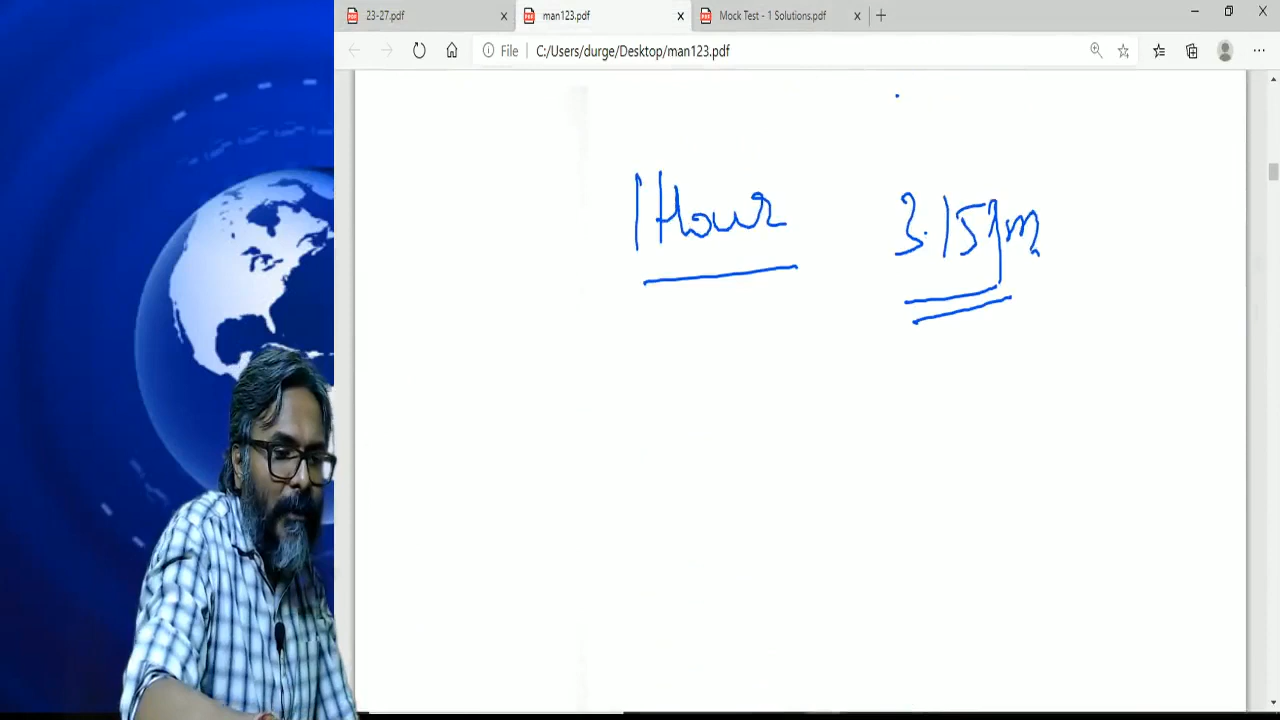 23-27.pdf
man123.pdf
Mock Test - 1 Solutions.pdf
File
C:/Users/durge/Desktop/man123.pdf
1 Hour 3.15gm